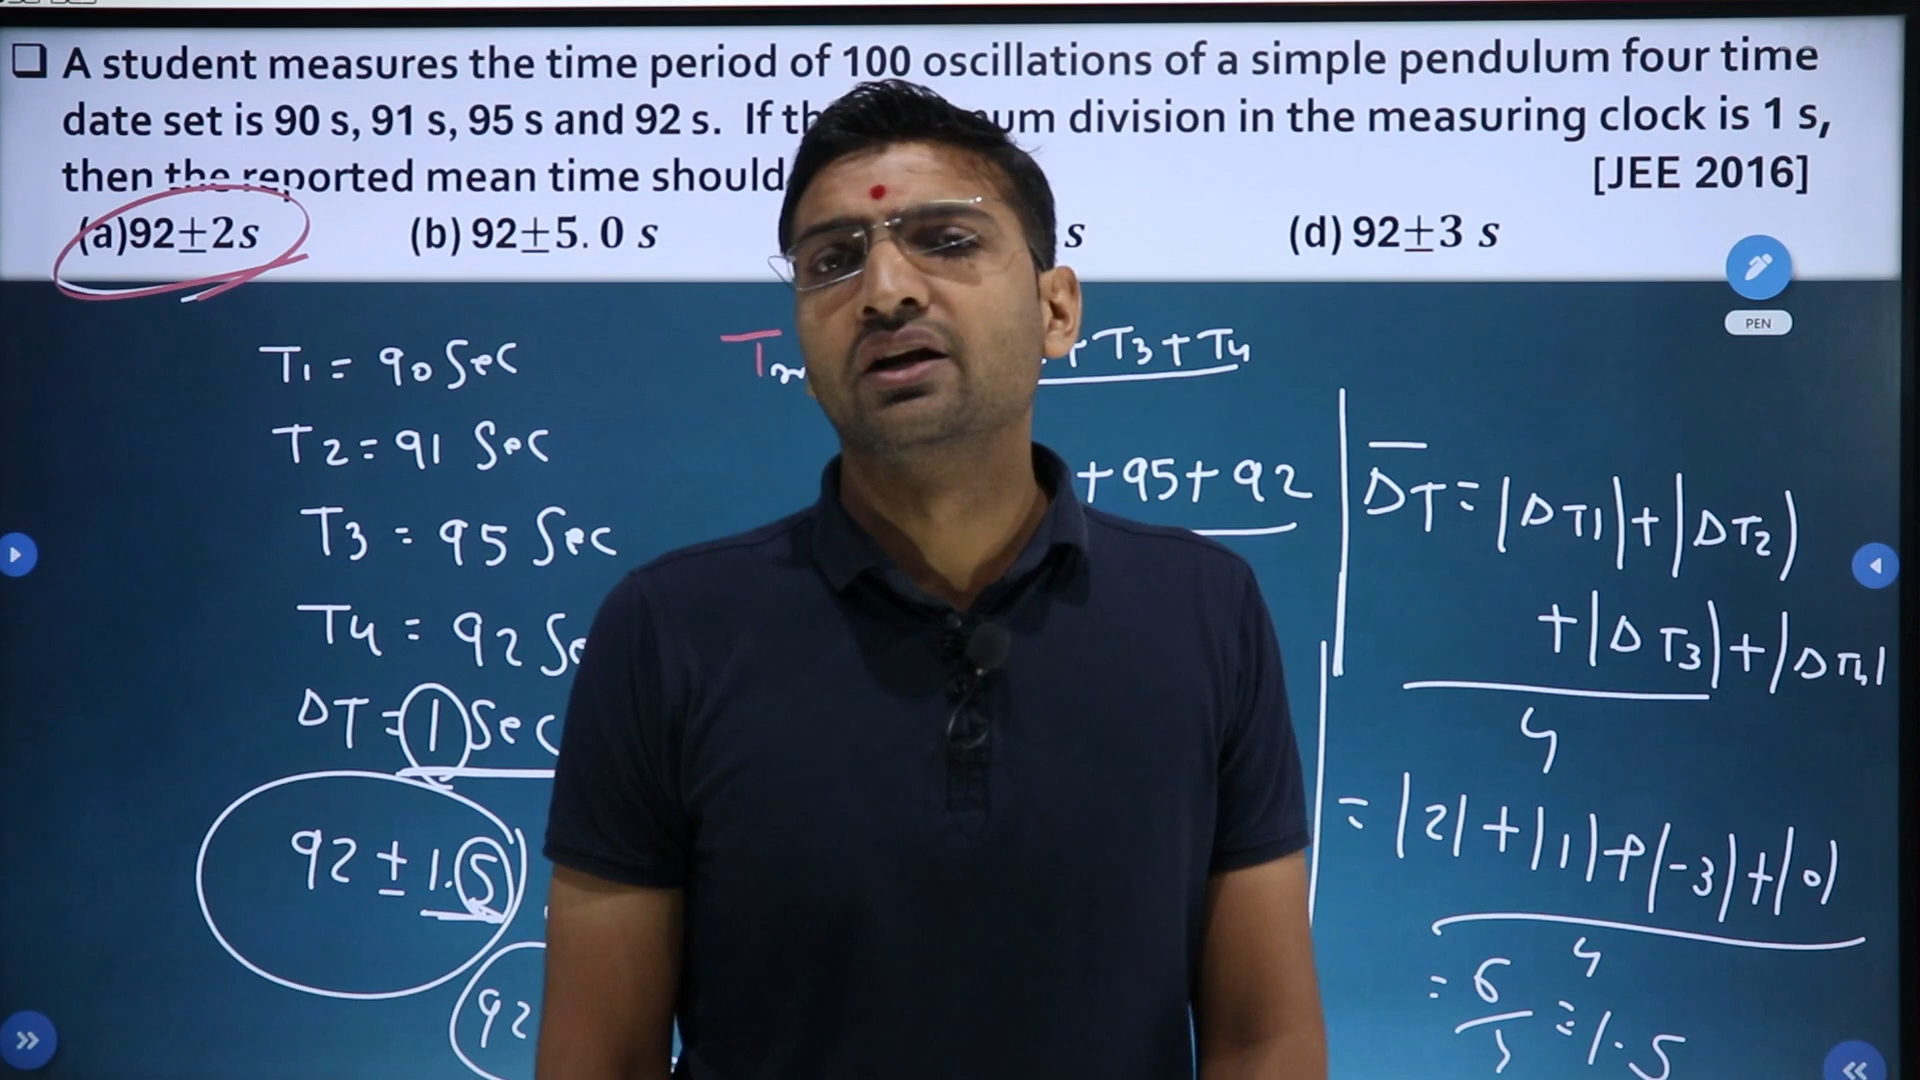 A student measures the time period of 100 oscillations of a simple pendulum four time
date set is 90 s, 91 s, 95 s and 92 s. If um division in the measuring clock is 1 s,
then the reported mean time should [JEE 2016]
(a)92±2s (b) 92±5.0 s s (d) 92±3 s
PEN
T1 = 90 Sec
+T3+T4
T2 = 91 Sec
+95+92
T3 = 95 Sec
T4 = 92 Se
ΔT = 1 Sec
92 ± 1.5
92
ΔT = |ΔT1|+|ΔT2|
+|ΔT3|+|ΔT4|
4
= |2|+|1|+|-3|+|0|
4
= 6
= 1.5